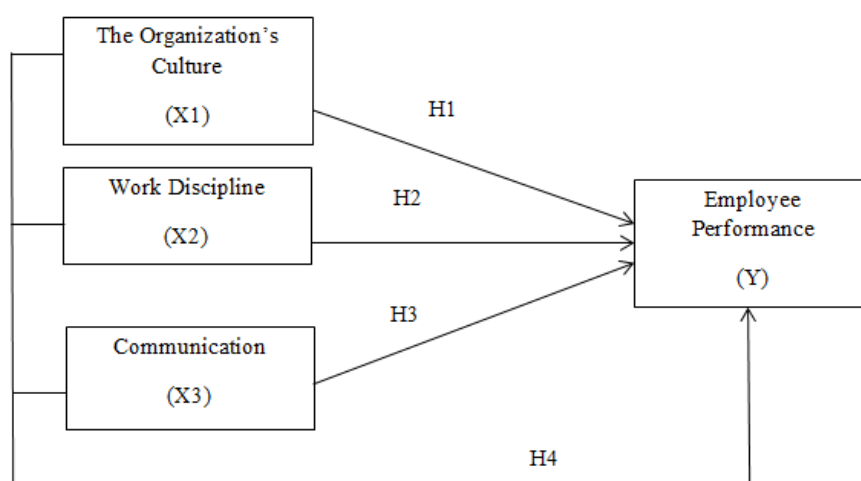 The Organization's
Culture
(X1)
H1
Work Discipline
(X2)
H2
Employee
Performance
(Y)
Communication
(X3)
H3
H4